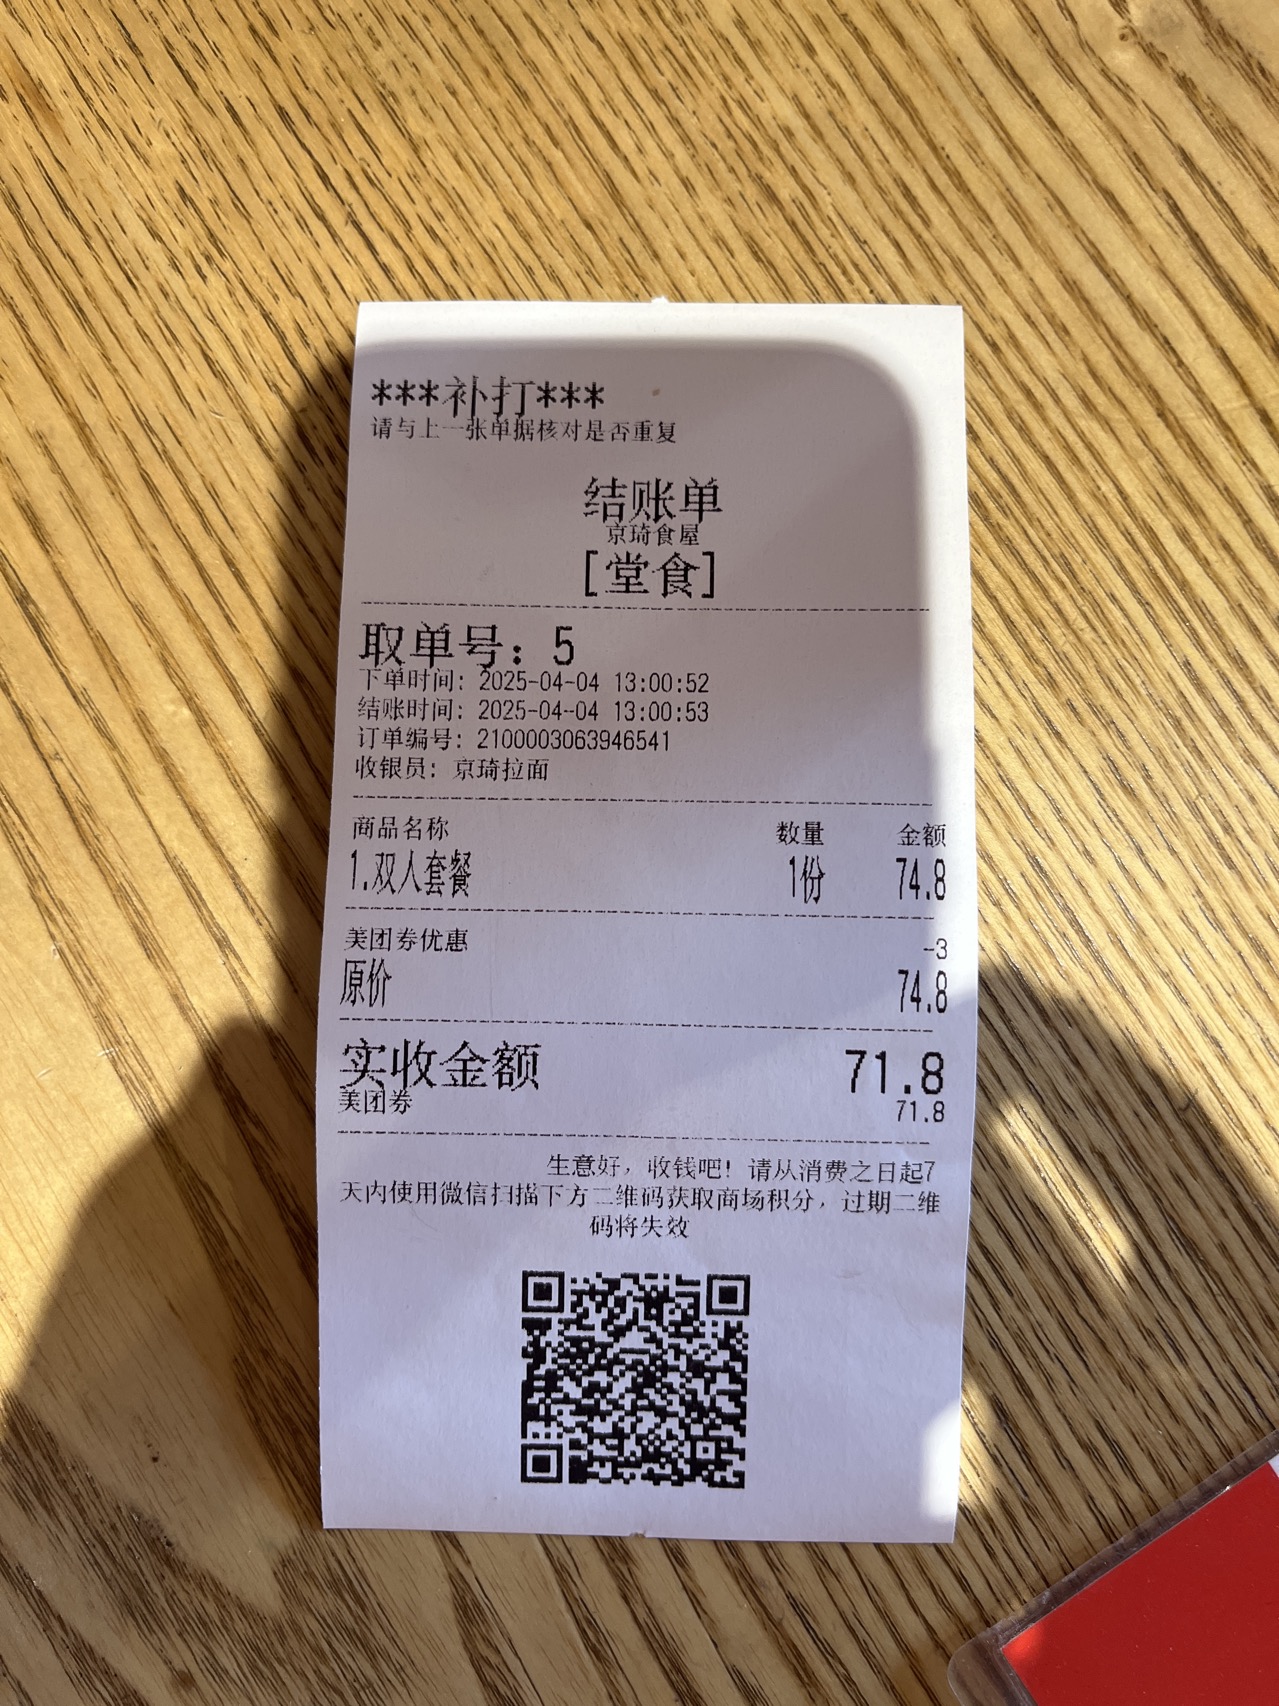 ***补打***
请与上一张单据核对是否重复
结账单
京琦食屋
[堂食]
取单号：5
下单时间：2025-04-04 13:00:52
结账时间：2025-04-04 13:00:53
订单编号：2100003063946541
收银员：京琦拉面
商品名称 数量 金额
1.双人套餐 1份 74.8
美团券优惠 -3
原价 74.8
实收金额 71.8
美团券 71.8
生意好，收钱吧！请从消费之日起7
天内使用微信扫描下方二维码获取商场积分，过期二维
码将失效